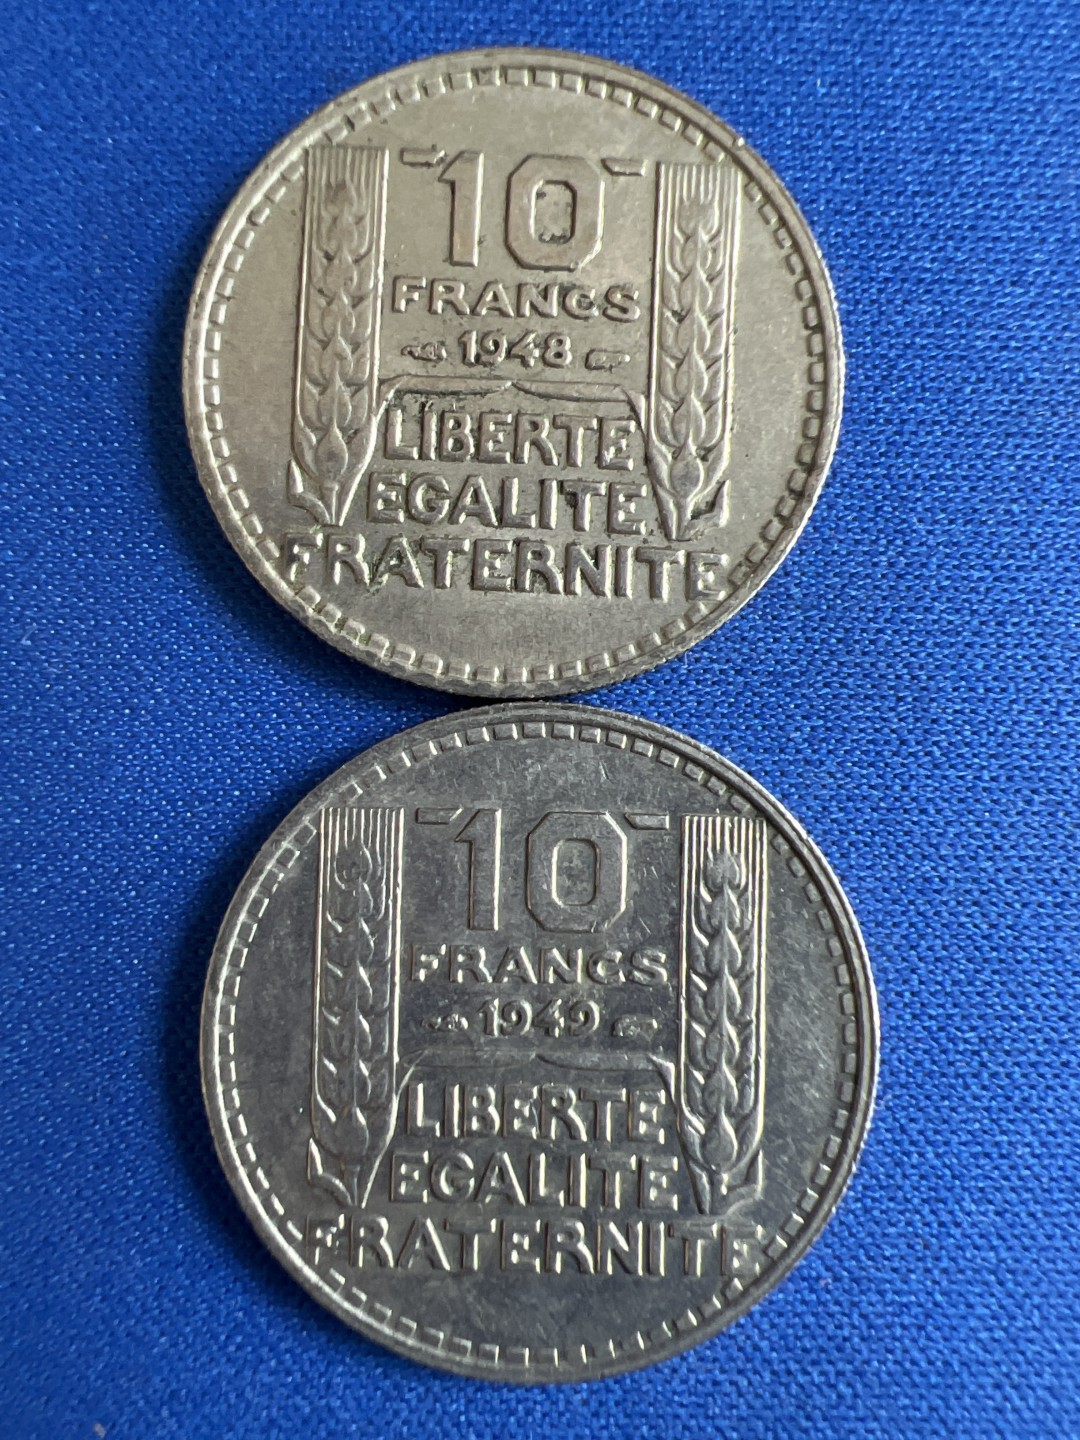 10
FRANCS
1948
LIBERTE
EGALITE
FRATERNITE
10
FRANCS
1949
LIBERTE
EGALITE
FRATERNITE